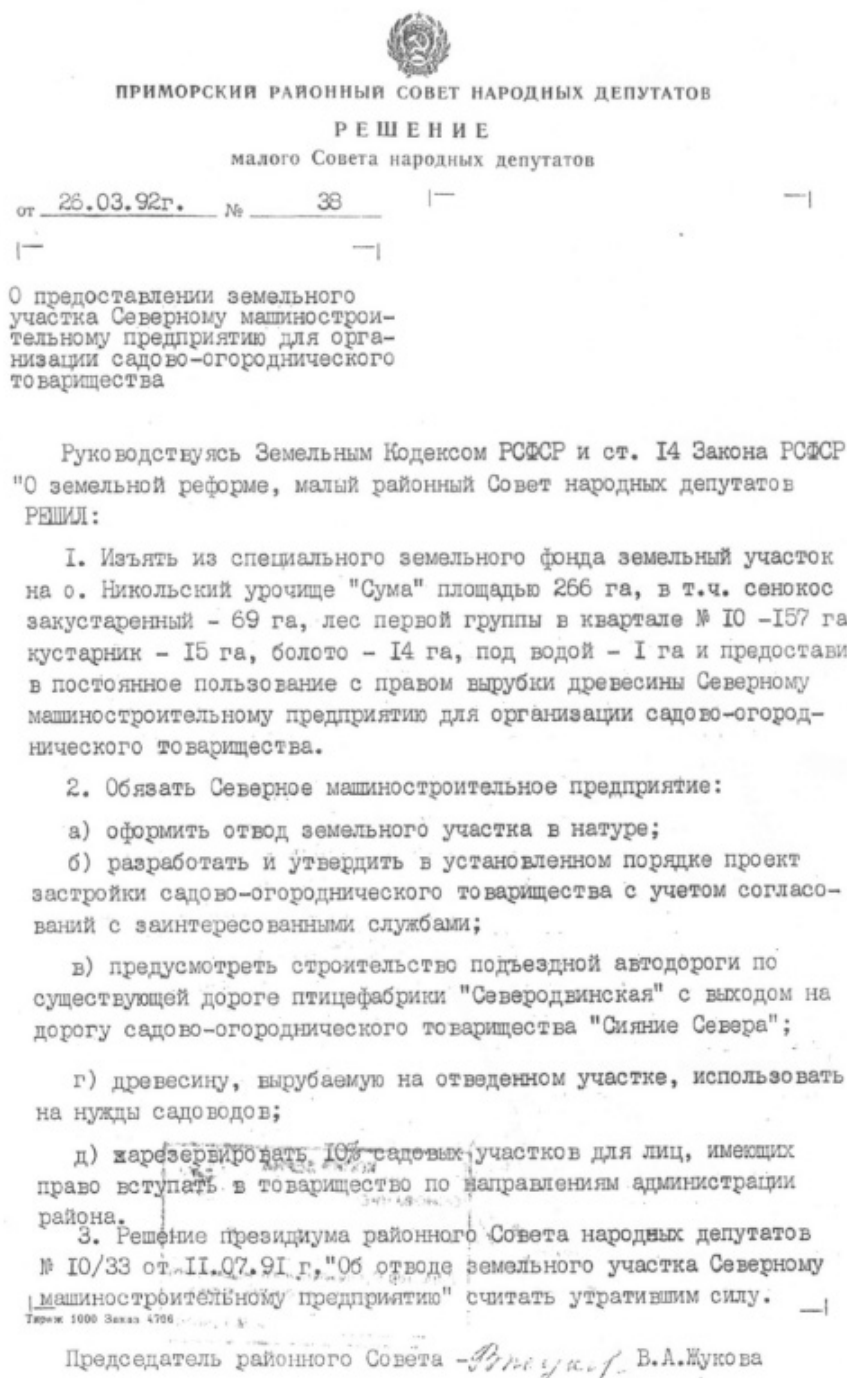 ПРИМОРСКИЙ РАЙОННЫЙ СОВЕТ НАРОДНЫХ ДЕПУТАТОВ
РЕШЕНИЕ
малого Совета народных депутатов
от 26.03.92г. № 38
О предоставлении земельного
участка Северному машинострои-
тельному предприятию для орга-
низации садово-огороднического
товарищества
Руководствуясь Земельным Кодексом РСФСР и ст. 14 Закона РСФСР
"О земельной реформе, малый районный Совет народных депутатов
РЕШИЛ:
1. Изъять из специального земельного фонда земельный участок
на о. Никольский урочище "Сума" площадью 266 га, в т.ч. сенокос
закустаренный - 69 га, лес первой группы в квартале № 10 -157 га
кустарник - 15 га, болото - 14 га, под водой - 1 га и предостави
в постоянное пользование с правом вырубки древесины Северному
машиностроительному предприятию для организации садово-огород-
нического товарищества.
2. Обязать Северное машиностроительное предприятие:
а) оформить отвод земельного участка в натуре;
б) разработать и утвердить в установленном порядке проект
застройки садово-огороднического товарищества с учетом согласо-
ваний с заинтересованными службами;
в) предусмотреть строительство подъездной автодороги по
существующей дороге птицефабрики "Северодвинская" с выходом на
дорогу садово-огороднического товарищества "Сияние Севера";
г) древесину, вырубаемую на отведенном участке, использовать
на нужды садоводов;
д) зарезервировать 10% садовых участков для лиц, имеющих
право вступать в товарищество по направлениям администрации
района.
3. Решение президиума районного Совета народных депутатов
№ 10/33 от 11.07.91 г. "Об отводе земельного участка Северному
машиностроительному предприятию" считать утратившим силу.
Тираж 1000 Заказ 4766
Председатель районного Совета - В.А.Жукова